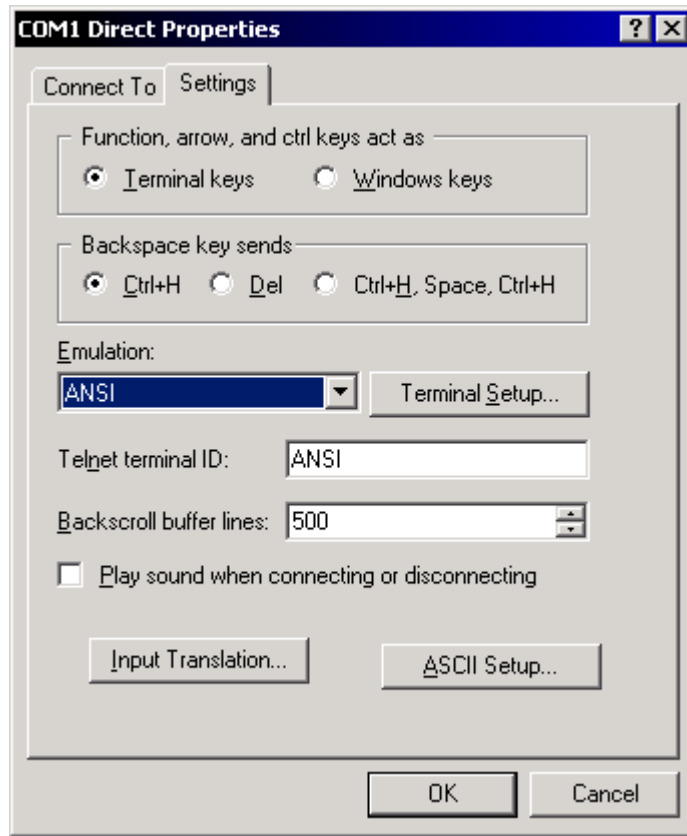 COM1 Direct Properties
Connect To Settings
Function, arrow, and ctrl keys act as
Terminal keys Windows keys
Backspace key sends
Ctrl+H Del Ctrl+H, Space, Ctrl+H
Emulation:
ANSI Terminal Setup...
Telnet terminal ID: ANSI
Backscroll buffer lines: 500
Play sound when connecting or disconnecting
Input Translation... ASCII Setup...
OK Cancel